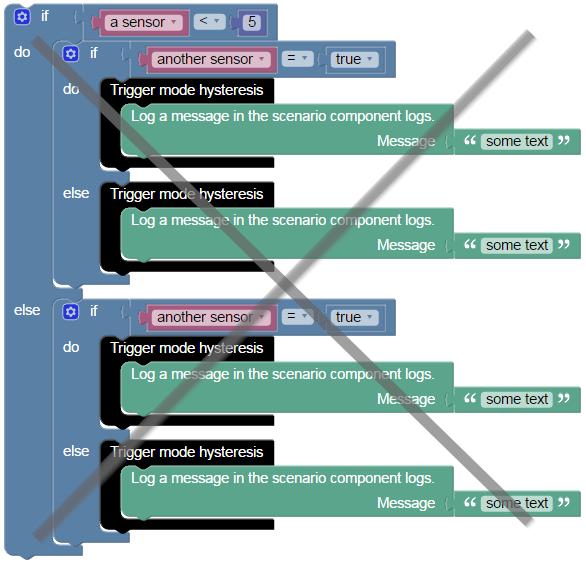 if a sensor < 5
do if another sensor = true
do Trigger mode hysteresis
Log a message in the scenario component logs.
Message “ some text ”
else Trigger mode hysteresis
Log a message in the scenario component logs.
Message “ some text ”
else if another sensor = true
do Trigger mode hysteresis
Log a message in the scenario component logs.
Message “ some text ”
else Trigger mode hysteresis
Log a message in the scenario component logs.
Message “ some text ”